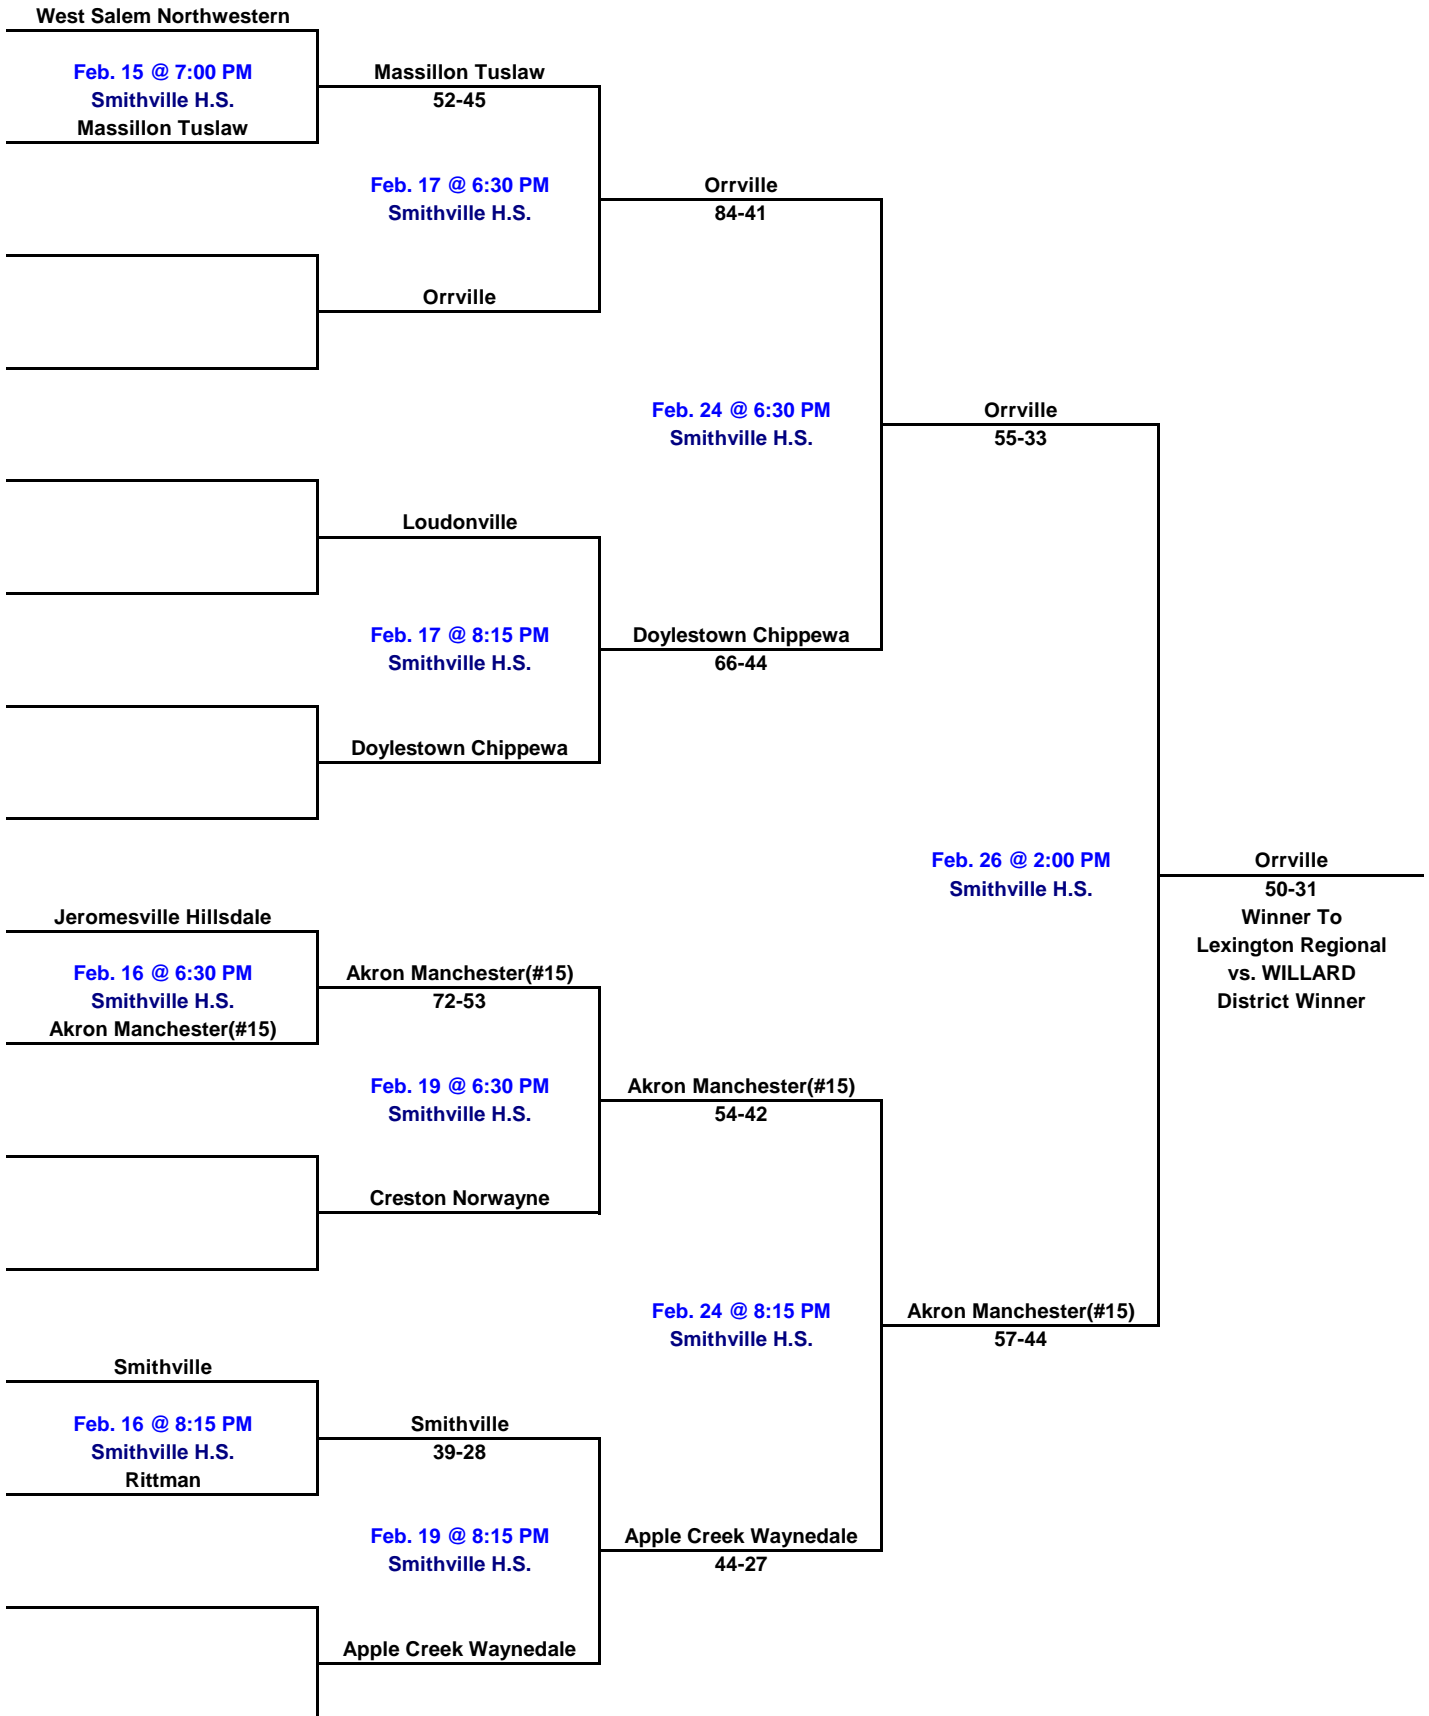 West Salem Northwestern
Feb. 15 @ 7:00 PM
Smithville H.S.
Massillon Tuslaw
Massillon Tuslaw
52-45
Feb. 17 @ 6:30 PM
Smithville H.S.
Orrville
84-41
Orrville
Feb. 24 @ 6:30 PM
Smithville H.S.
Orrville
55-33
Loudonville
Feb. 17 @ 8:15 PM
Smithville H.S.
Doylestown Chippewa
66-44
Doylestown Chippewa
Feb. 26 @ 2:00 PM
Smithville H.S.
Orrville
50-31
Winner To
Lexington Regional
vs. WILLARD
District Winner
Jeromesville Hillsdale
Feb. 16 @ 6:30 PM
Smithville H.S.
Akron Manchester(#15)
Akron Manchester(#15)
72-53
Feb. 19 @ 6:30 PM
Smithville H.S.
Akron Manchester(#15)
54-42
Creston Norwayne
Feb. 24 @ 8:15 PM
Smithville H.S.
Akron Manchester(#15)
57-44
Smithville
Feb. 16 @ 8:15 PM
Smithville H.S.
Rittman
Smithville
39-28
Feb. 19 @ 8:15 PM
Smithville H.S.
Apple Creek Waynedale
44-27
Apple Creek Waynedale